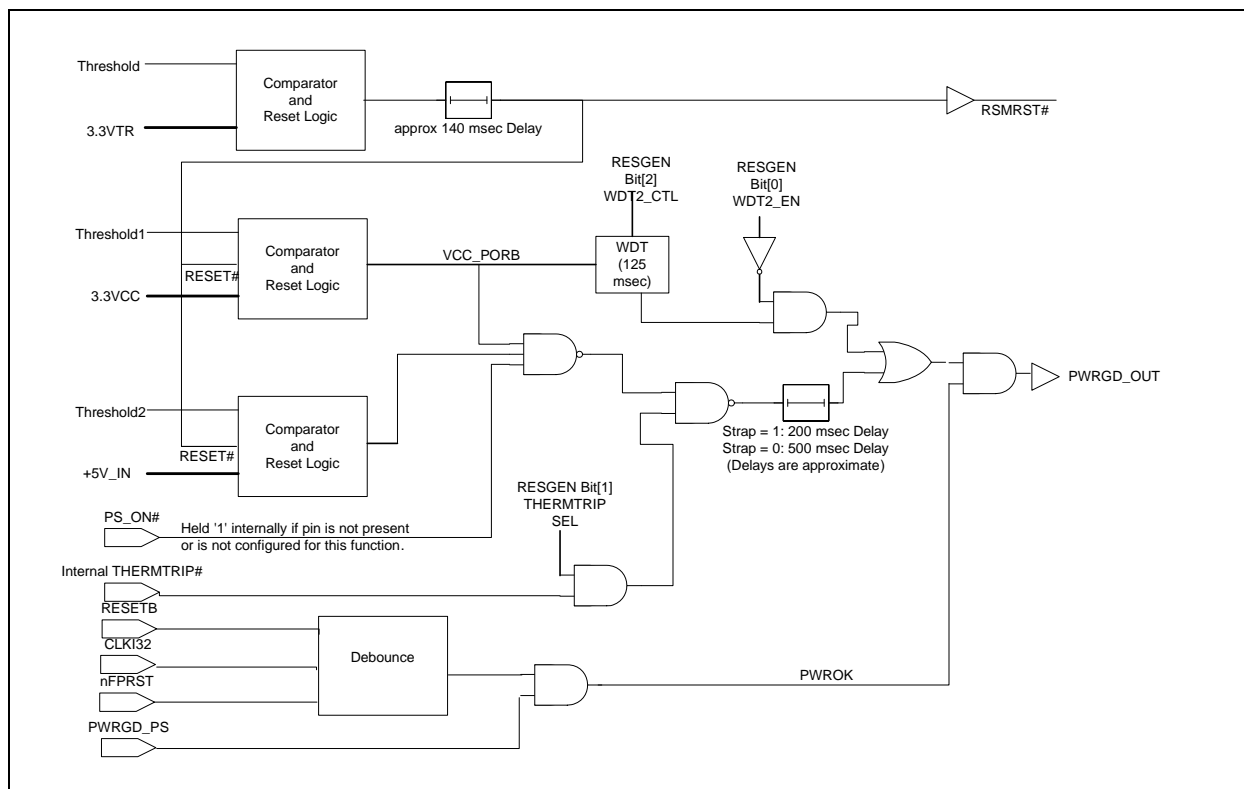 Threshold
3.3VTR
Comparator
and
Reset Logic
approx 140 msec Delay
RSMRST#
RESGEN
Bit[2]
WDT2_CTL
RESGEN
Bit[0]
WDT2_EN
Threshold1
RESET#
3.3VCC
Comparator
and
Reset Logic
VCC_PORB
WDT
(125
msec)
PWRGD_OUT
Threshold2
RESET#
+5V_IN
Comparator
and
Reset Logic
Strap = 1: 200 msec Delay
Strap = 0: 500 msec Delay
(Delays are approximate)
RESGEN Bit[1]
THERMTRIP
SEL
PS_ON#
Held '1' internally if pin is not present
or is not configured for this function.
Internal THERMTRIP#
RESETB
CLKI32
nFPRST
PWRGD_PS
Debounce
PWROK